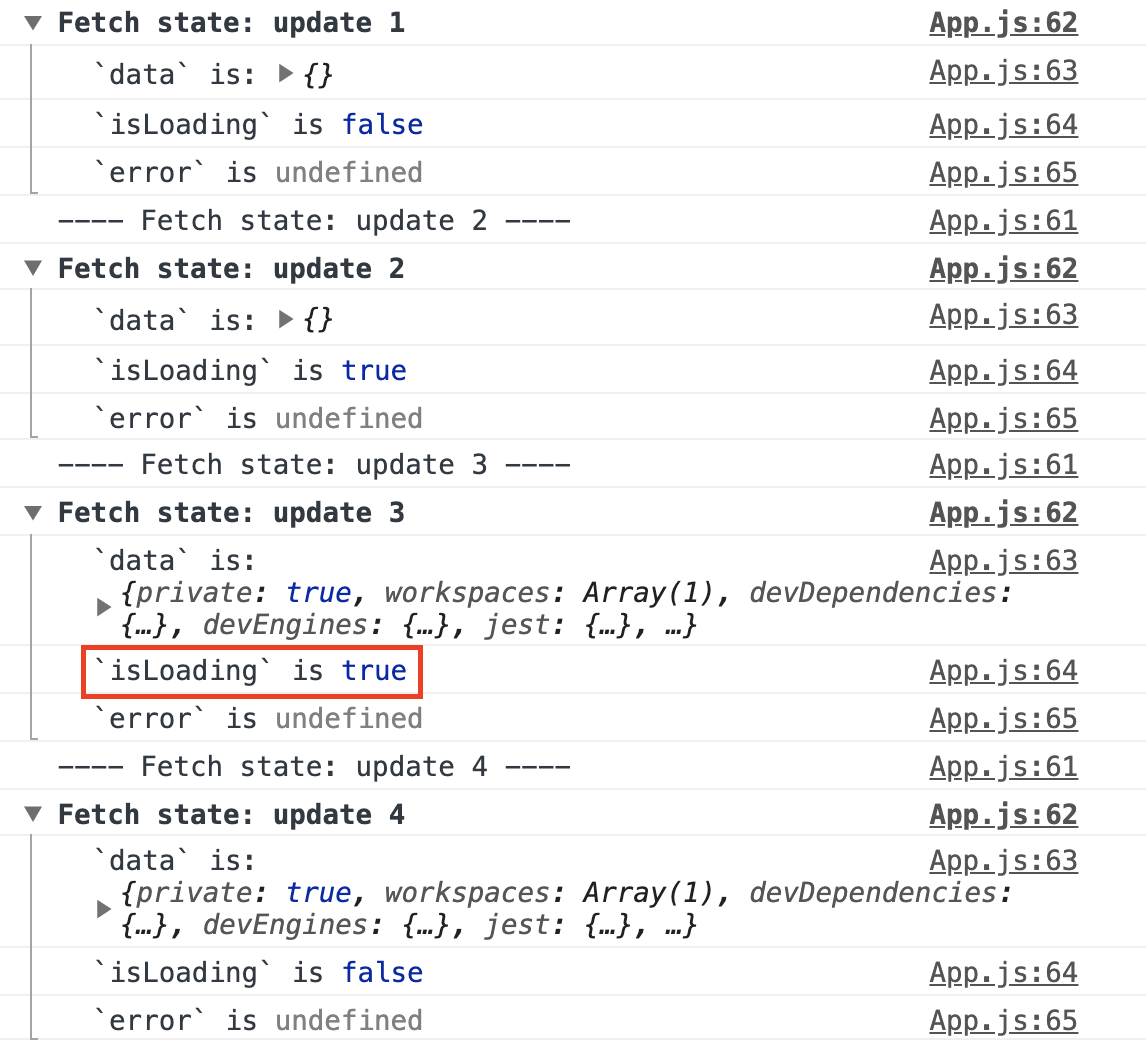 ▼ Fetch state: update 1 App.js:62
`data` is: ▶{} App.js:63
`isLoading` is false App.js:64
`error` is undefined App.js:65
---- Fetch state: update 2 ---- App.js:61
▼ Fetch state: update 2 App.js:62
`data` is: ▶{} App.js:63
`isLoading` is true App.js:64
`error` is undefined App.js:65
---- Fetch state: update 3 ---- App.js:61
▼ Fetch state: update 3 App.js:62
`data` is: App.js:63
▶ {private: true, workspaces: Array(1), devDependencies:
{…}, devEngines: {…}, jest: {…}, …}
`isLoading` is true App.js:64
`error` is undefined App.js:65
---- Fetch state: update 4 ---- App.js:61
▼ Fetch state: update 4 App.js:62
`data` is: App.js:63
▶ {private: true, workspaces: Array(1), devDependencies:
{…}, devEngines: {…}, jest: {…}, …}
`isLoading` is false App.js:64
`error` is undefined App.js:65